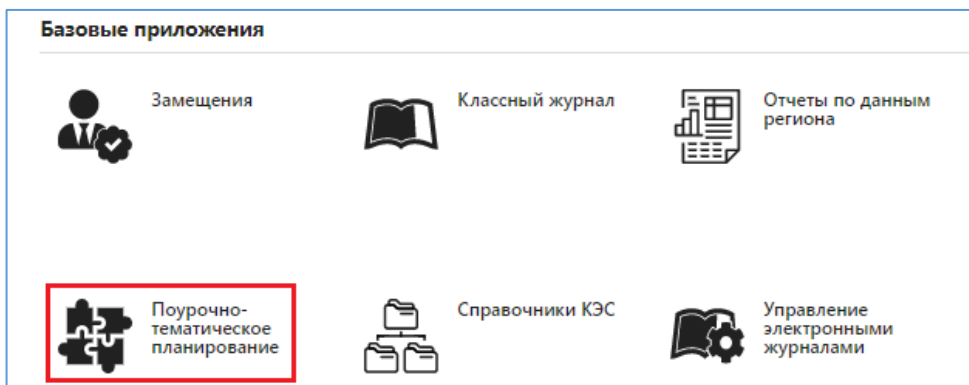 Базовые приложения
Замещения
Классный журнал
Отчеты по данным
региона
Поурочно-
тематическое
планирование
Справочники КЭС
Управление
электронными
журналами